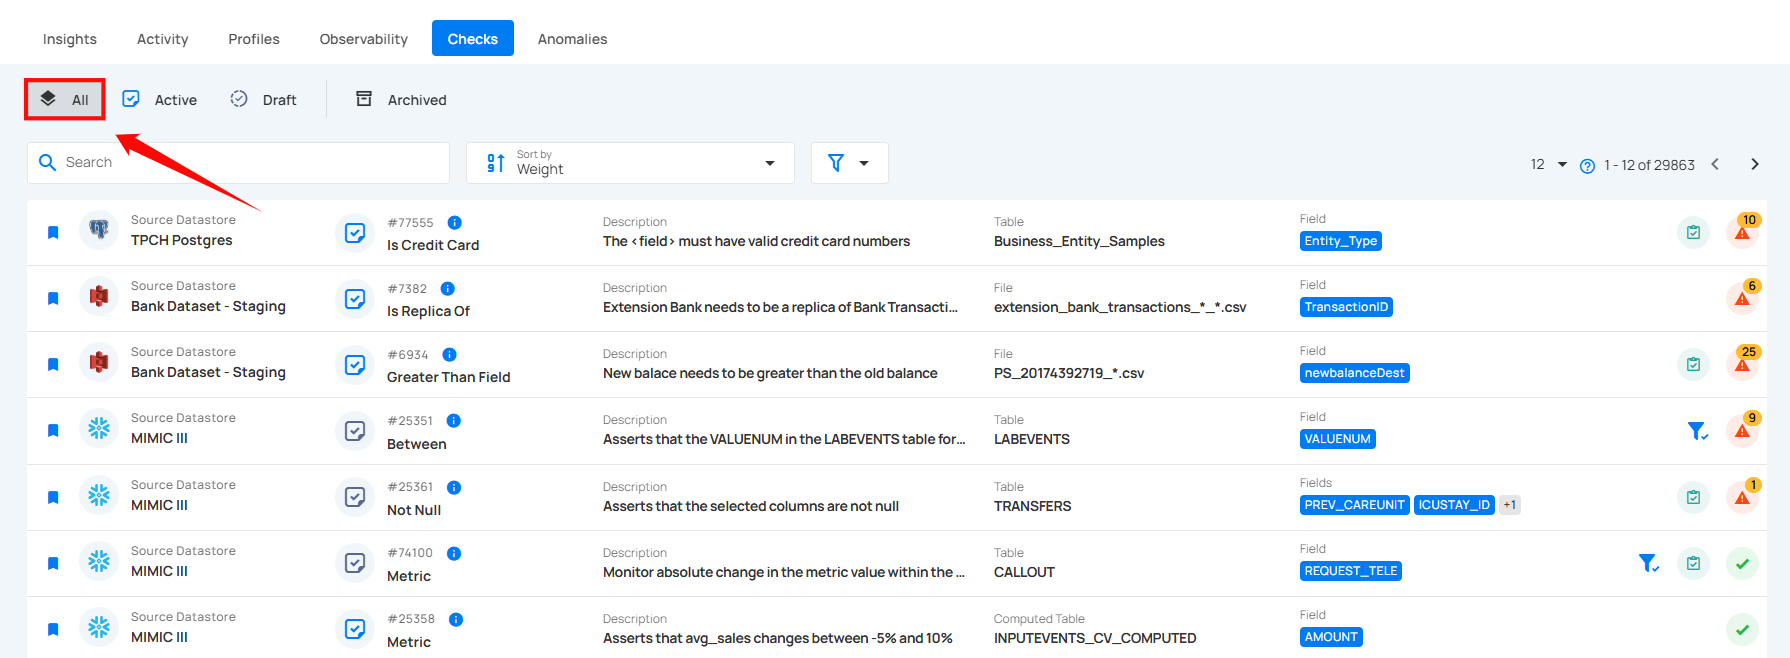 Insights Activity Profiles Observability Checks Anomalies
All Active Draft Archived
Search
Sort by
Weight
12 1 - 12 of 29863
Source Datastore
TPCH Postgres
#77555
Is Credit Card
Description
The <field> must have valid credit card numbers
Table
Business_Entity_Samples
Field
Entity_Type
10
Source Datastore
Bank Dataset - Staging
#7382
Is Replica Of
Description
Extension Bank needs to be a replica of Bank Transacti...
File
extension_bank_transactions_*_*.csv
Field
TransactionID
6
Source Datastore
Bank Dataset - Staging
#6934
Greater Than Field
Description
New balace needs to be greater than the old balance
File
PS_20174392719_*.csv
Field
newbalanceDest
25
Source Datastore
MIMIC III
#25351
Between
Description
Asserts that the VALUENUM in the LABEVENTS table for...
Table
LABEVENTS
Field
VALUENUM
9
Source Datastore
MIMIC III
#25361
Not Null
Description
Asserts that the selected columns are not null
Table
TRANSFERS
Fields
PREV_CAREUNIT ICUSTAY_ID +1
1
Source Datastore
MIMIC III
#74100
Metric
Description
Monitor absolute change in the metric value within the ...
Table
CALLOUT
Field
REQUEST_TELE
Source Datastore
MIMIC III
#25358
Metric
Description
Asserts that avg_sales changes between -5% and 10%
Computed Table
INPUTEVENTS_CV_COMPUTED
Field
AMOUNT